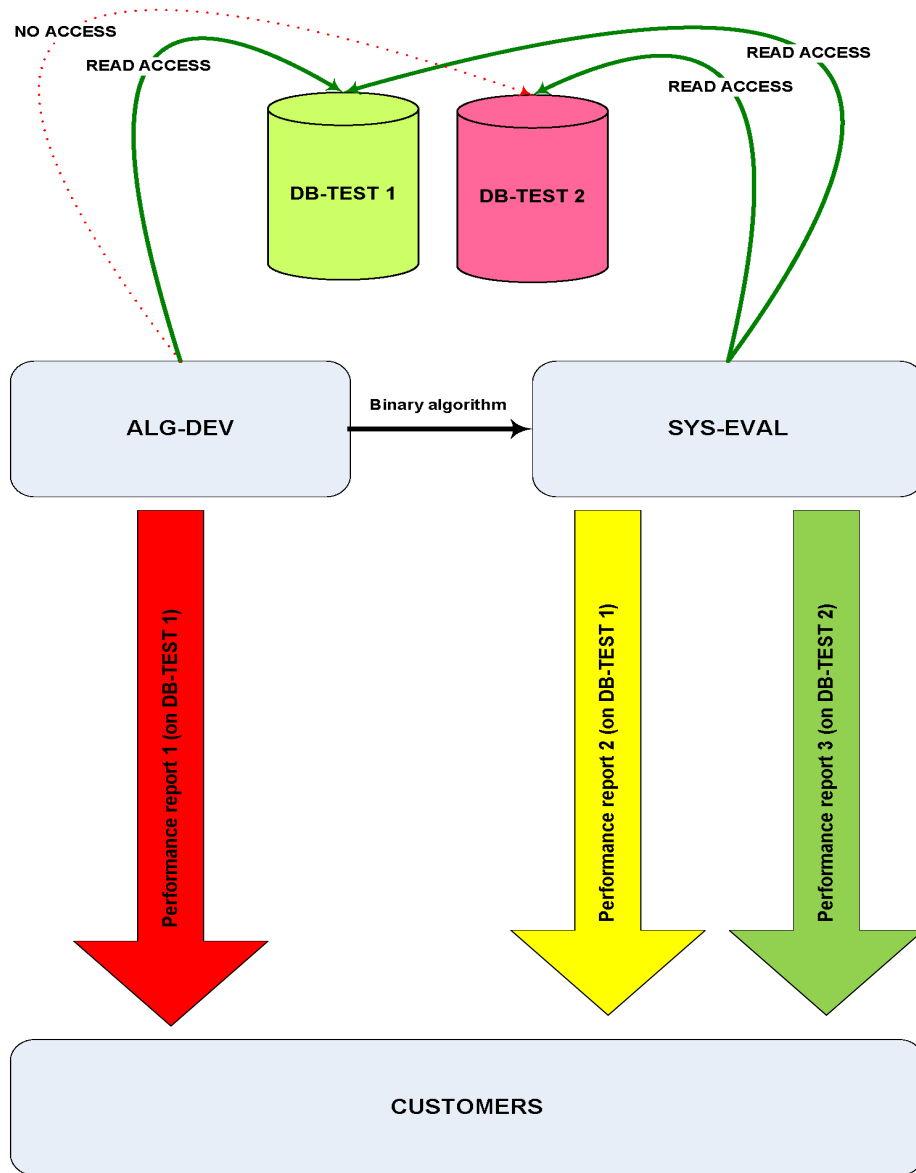 NO ACCESS
READ ACCESS
READ ACCESS
READ ACCESS
DB-TEST 1
DB-TEST 2
ALG-DEV
Binary algorithm
SYS-EVAL
Performance report 1 (on DB-TEST 1)
Performance report 2 (on DB-TEST 1)
Performance report 3 (on DB-TEST 2)
CUSTOMERS